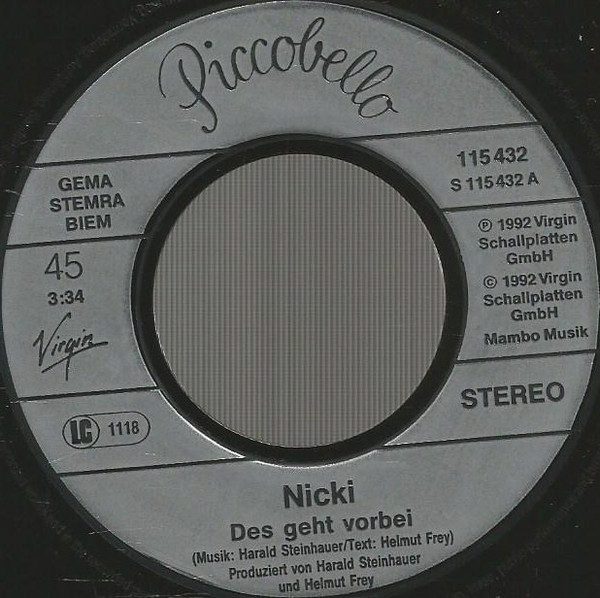 Piccobello
GEMA
STEMRA
BIEM
115 432
S 115 432 A
45
3:34
Virgin
℗ 1992 Virgin
Schallplatten
GmbH
© 1992 Virgin
Schallplatten
GmbH
Mambo Musik
LC 1118
STEREO
Nicki
Des geht vorbei
(Musik: Harald Steinhauer/Text: Helmut Frey)
Produziert von Harald Steinhauer
und Helmut Frey